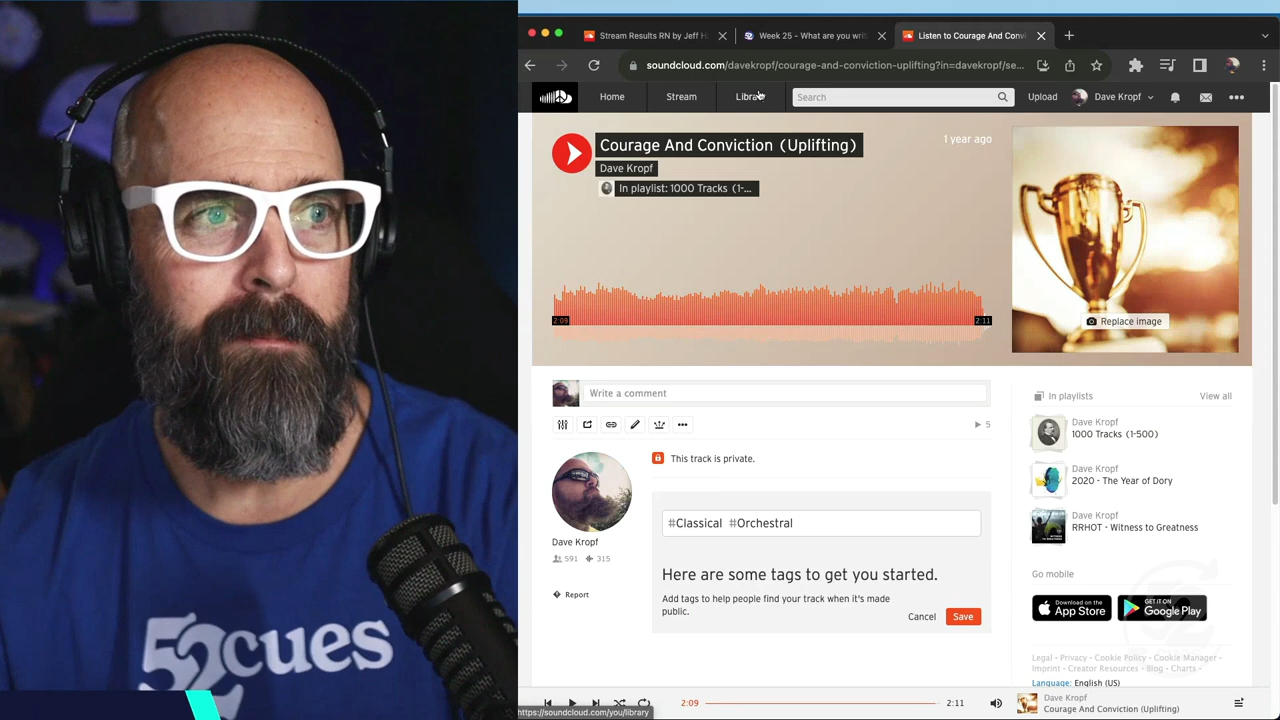 52cues
Stream Results RN by Jeff H
Week 25 - What are you writ
Listen to Courage And Convi
soundcloud.com/davekropf/courage-and-conviction-uplifting?in=davekropf/se...
Home
Stream
Library
Search
Upload
Dave Kropf
Courage And Conviction (Uplifting)
1 year ago
Dave Kropf
In playlist: 1000 Tracks (1-...
2:09
2:11
Replace image
Write a comment
5
This track is private.
#Classical #Orchestral
Here are some tags to get you started.
Add tags to help people find your track when it's made
public.
Cancel
Save
Dave Kropf
591
315
Report
In playlists
View all
Dave Kropf
1000 Tracks (1-500)
Dave Kropf
2020 - The Year of Dory
Dave Kropf
RRHOT - Witness to Greatness
Go mobile
Download on the
App Store
GET IT ON
Google Play
Legal - Privacy - Cookie Policy - Cookie Manager -
Imprint - Creator Resources - Blog - Charts -
Language: English (US)
2:09
2:11
Dave Kropf
Courage And Conviction (Uplifting)
https://soundcloud.com/you/library